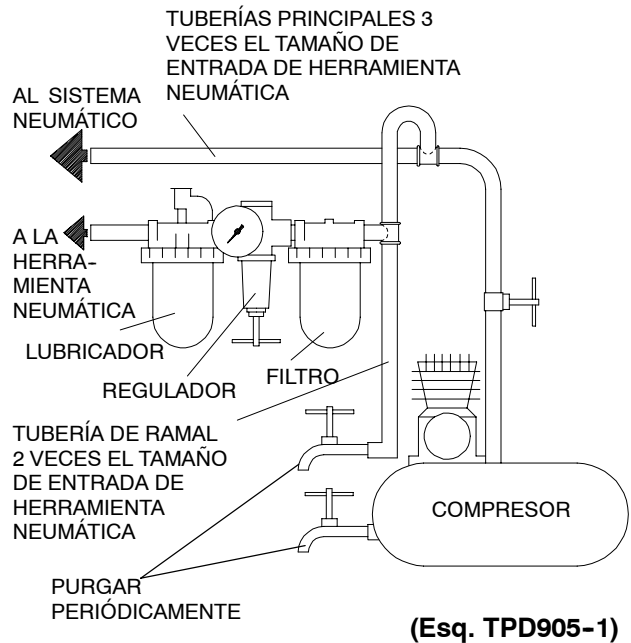 TUBERÍAS PRINCIPALES 3
VECES EL TAMAÑO DE
ENTRADA DE HERRAMIENTA
NEUMÁTICA
AL SISTEMA
NEUMÁTICO
A LA
HERRA-
MIENTA
NEUMÁTICA
LUBRICADOR
REGULADOR
FILTRO
TUBERÍA DE RAMAL
2 VECES EL TAMAÑO
DE ENTRADA DE
HERRAMIENTA
NEUMÁTICA
COMPRESOR
PURGAR
PERIÓDICAMENTE
(Esq. TPD905-1)